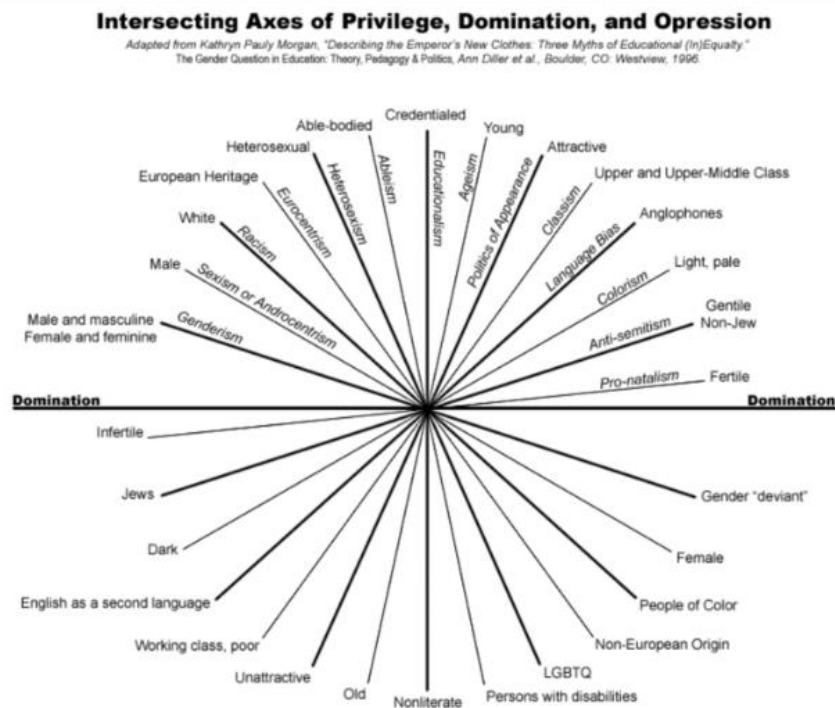 Intersecting Axes of Privilege, Domination, and Opression
Adapted from Kathryn Pauly Morgan, "Describing the Emperor's New Clothes: Three Myths of Educational (In)Equalty."
The Gender Question in Education: Theory, Pedagogy & Politics, Ann Diller et al., Boulder, CO: Westview, 1996.
Credentialed
Able-bodied
Young
Heterosexual
Attractive
European Heritage
Upper and Upper-Middle Class
White
Anglophones
Male
Light, pale
Male and masculine
Female and feminine
Gentile
Non-Jew
Fertile
Genderism
Sexism or Androcentrism
Racism
Eurocentrism
Heterosexism
Ableism
Educationalism
Ageism
Politics of Appearance
Classism
Language Bias
Colorism
Anti-semitism
Pro-natalism
Domination
Domination
Infertile
Jews
Gender "deviant"
Dark
Female
English as a second language
People of Color
Working class, poor
Non-European Origin
Unattractive
LGBTQ
Old
Nonliterate
Persons with disabilities